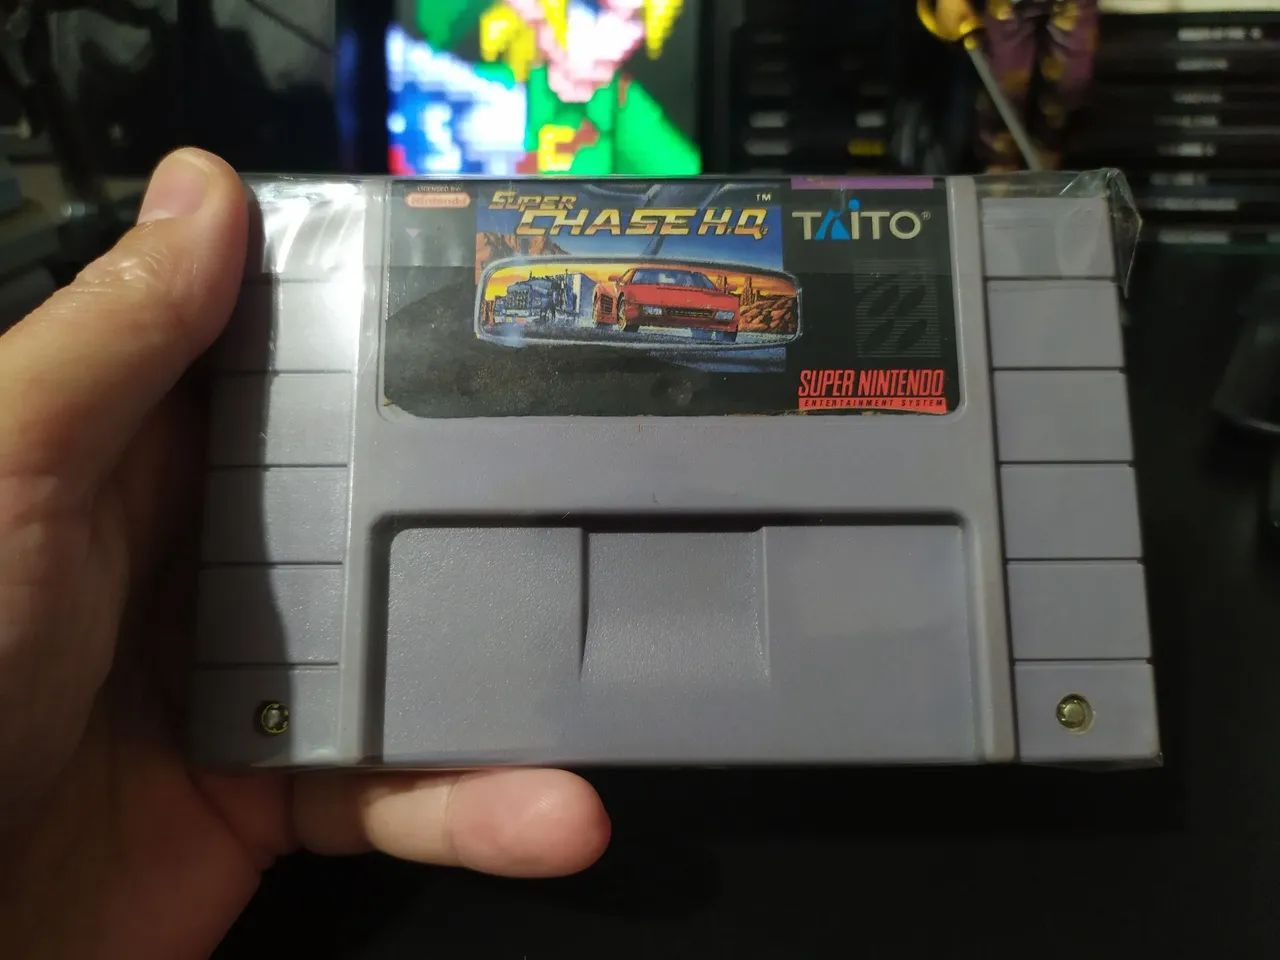 LICENSED BY
Nintendo
SUPER
CHASE H.Q.
TM
TAITO®
SUPER NINTENDO
ENTERTAINMENT SYSTEM